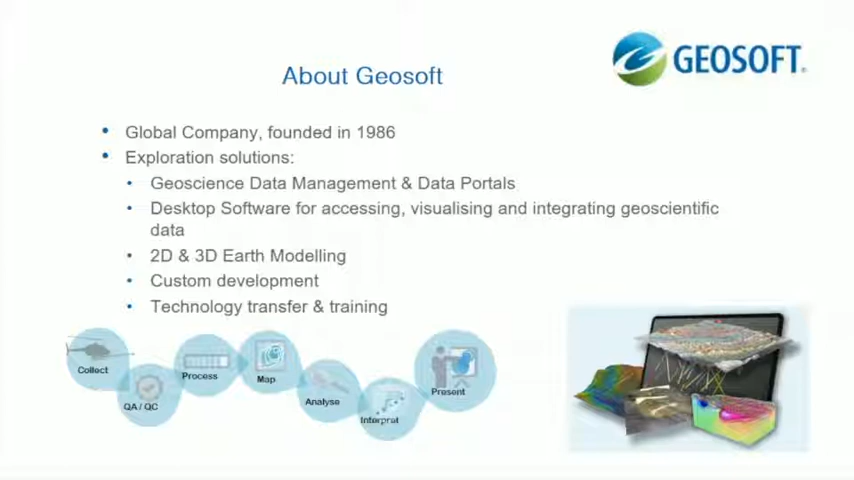 GEOSOFT
About Geosoft
Global Company, founded in 1986
Exploration solutions:
Geoscience Data Management & Data Portals
Desktop Software for accessing, visualising and integrating geoscientific
data
2D & 3D Earth Modelling
Custom development
Technology transfer & training
Collect
QA / QC
Process
Map
Analyse
Interprat
Present